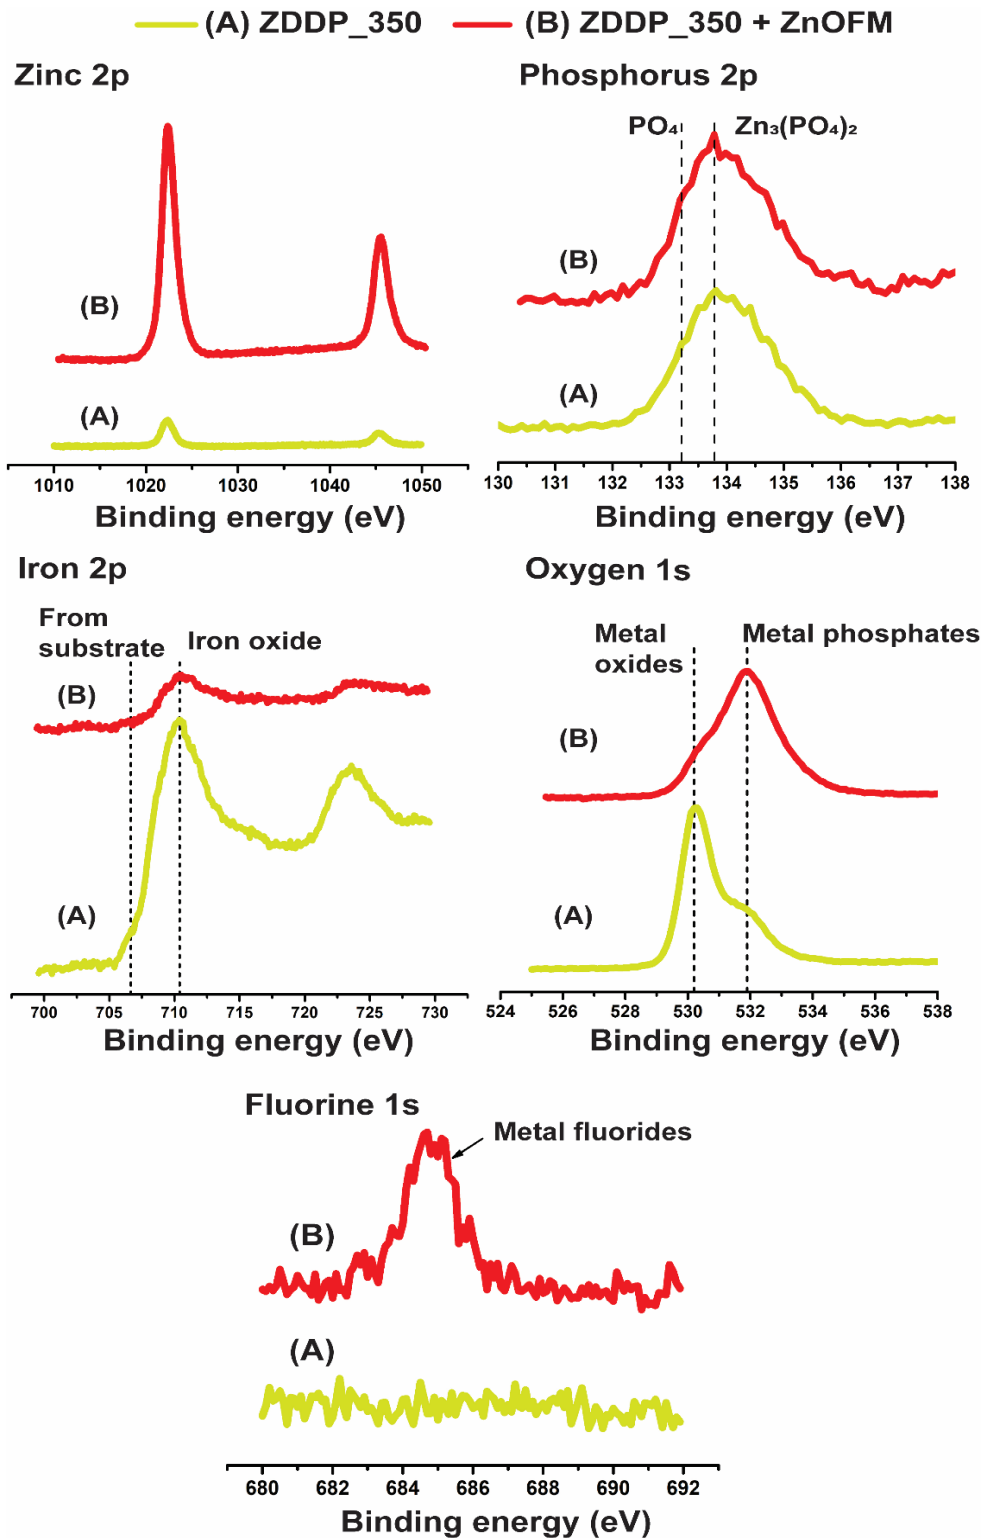 (A) ZDDP_350 (B) ZDDP_350 + ZnOFM
Zinc 2p
(B)
(A)
1010 1020 1030 1040 1050
Binding energy (eV)
Phosphorus 2p
PO₄ Zn₃(PO₄)₂
(B)
(A)
130 131 132 133 134 135 136 137 138
Binding energy (eV)
Iron 2p
From
substrate
Iron oxide
(B)
(A)
700 705 710 715 720 725 730
Binding energy (eV)
Oxygen 1s
Metal
oxides
Metal phosphates
(B)
(A)
524 526 528 530 532 534 536 538
Binding energy (eV)
Fluorine 1s
Metal fluorides
(B)
(A)
680 682 684 686 688 690 692
Binding energy (eV)